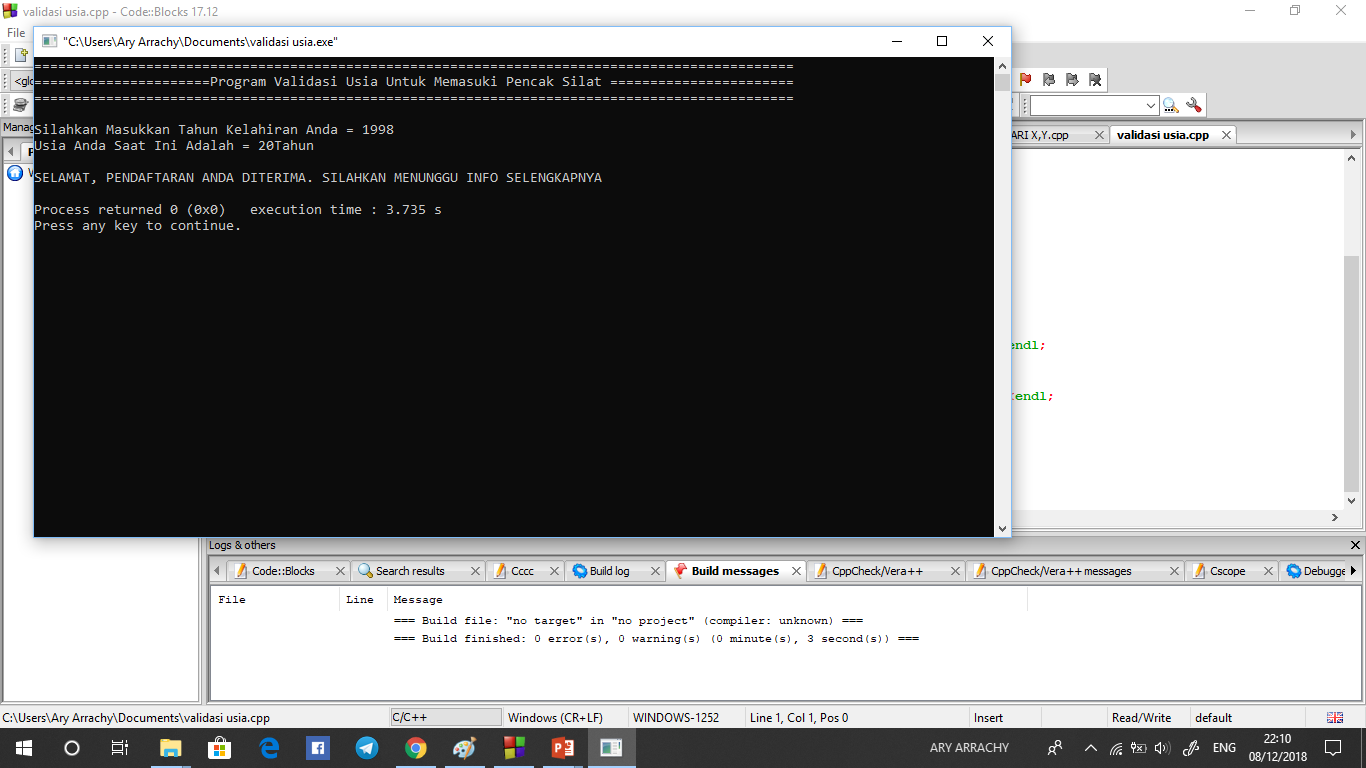 validasi usia.cpp - Code::Blocks 17.12
File
"C:\Users\Ary Arrachy\Documents\validasi usia.exe"
===============================================================================================
======================Program Validasi Usia Untuk Memasuki Pencak Silat =======================
===============================================================================================
Silahkan Masukkan Tahun Kelahiran Anda = 1998
Usia Anda Saat Ini Adalah = 20Tahun
SELAMAT, PENDAFTARAN ANDA DITERIMA. SILAHKAN MENUNGGU INFO SELENGKAPNYA
Process returned 0 (0x0)   execution time : 3.735 s
Press any key to continue.
<glo
Manag
ARI X,Y.cpp
validasi usia.cpp
endl;
endl;
Logs & others
Code::Blocks
Search results
Cccc
Build log
Build messages
CppCheck/Vera++
CppCheck/Vera++ messages
Cscope
Debugge
File Line Message
=== Build file: "no target" in "no project" (compiler: unknown) ===
=== Build finished: 0 error(s), 0 warning(s) (0 minute(s), 3 second(s)) ===
C:\Users\Ary Arrachy\Documents\validasi usia.cpp C/C++ Windows (CR+LF) WINDOWS-1252 Line 1, Col 1, Pos 0 Insert Read/Write default
ARY ARRACHY
ENG
22:10
08/12/2018